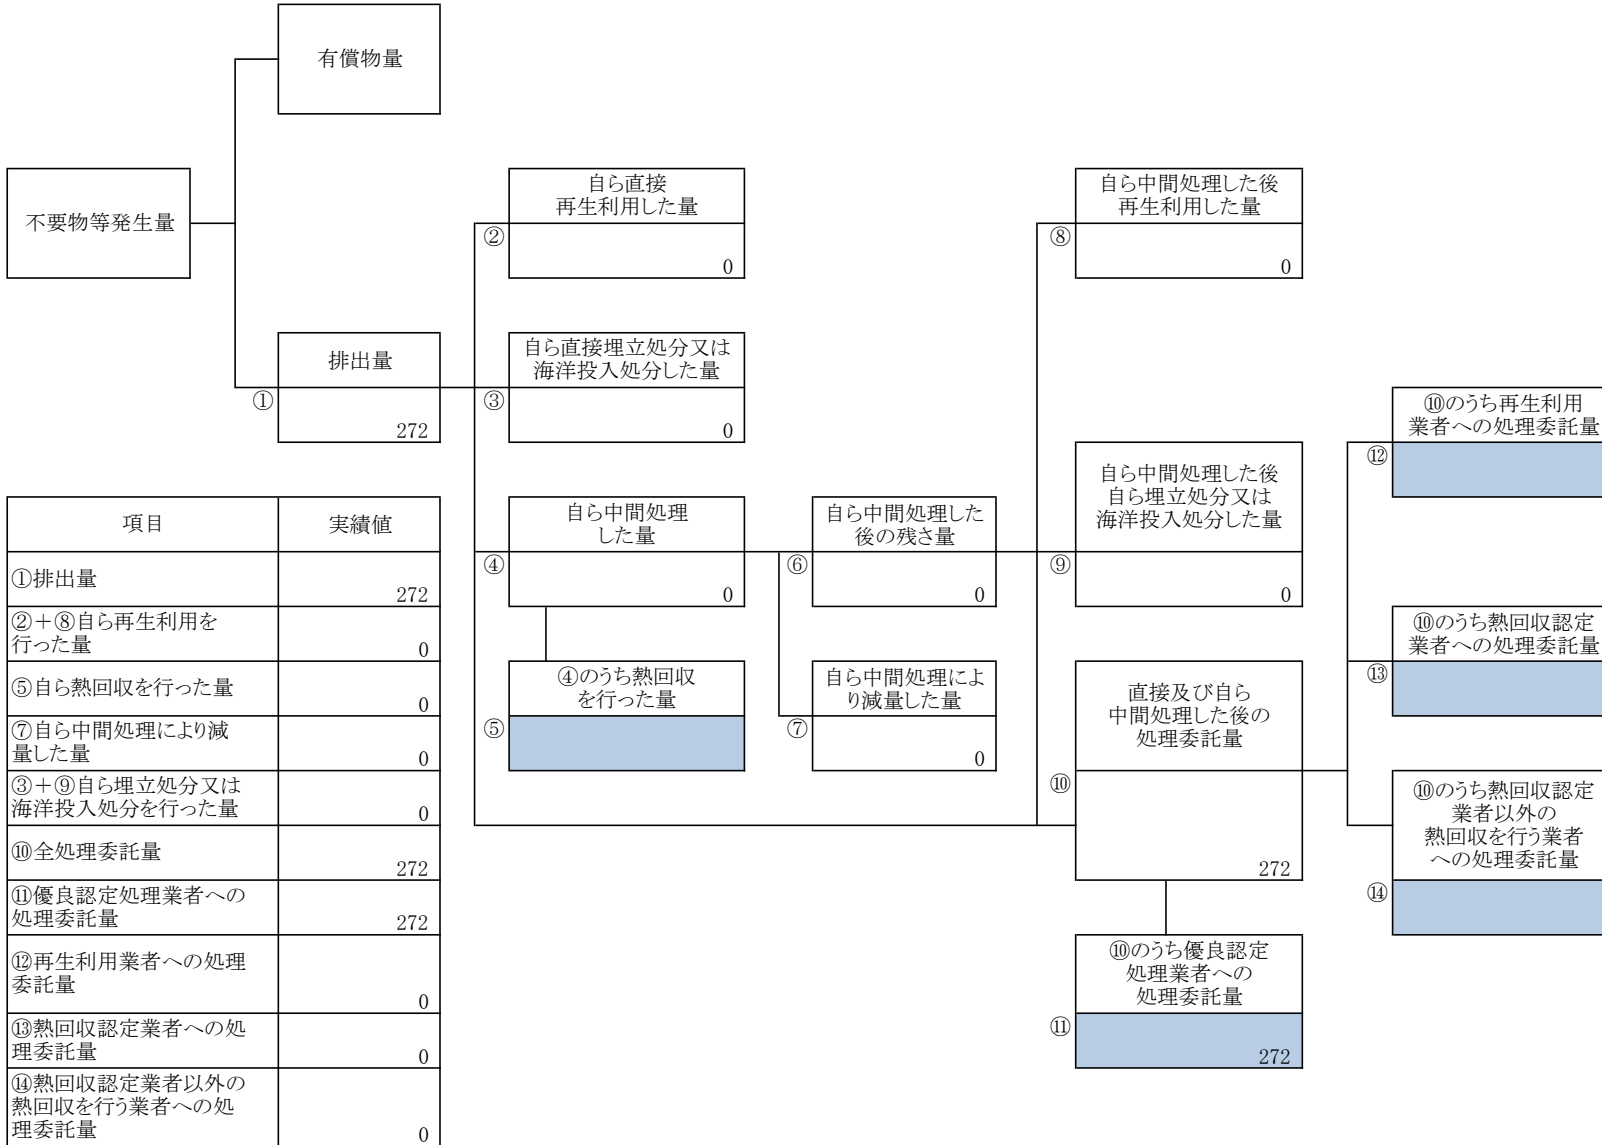 有償物量
不要物等発生量
自ら直接
再生利用した量
②
0
自ら中間処理した後
再生利用した量
⑧
0
排出量
①
272
自ら直接埋立処分又は
海洋投入処分した量
③
0
⑩のうち再生利用
業者への処理委託量
⑫
自ら中間処理
した量
④
0
自ら中間処理した
後の残さ量
⑥
0
自ら中間処理した後
自ら埋立処分又は
海洋投入処分した量
⑨
0
⑩のうち熱回収認定
業者への処理委託量
⑬
④のうち熱回収
を行った量
⑤
自ら中間処理によ
り減量した量
⑦
0
直接及び自ら
中間処理した後の
処理委託量
⑩
272
⑩のうち熱回収認定
業者以外の
熱回収を行う業者
への処理委託量
⑭
⑩のうち優良認定
処理業者への
処理委託量
⑪
272
項目 実績値
①排出量
272
②+⑧自ら再生利用を
行った量 0
⑤自ら熱回収を行った量
0
⑦自ら中間処理により減
量した量 0
③+⑨自ら埋立処分又は
海洋投入処分を行った量 0
⑩全処理委託量
272
⑪優良認定処理業者への
処理委託量 272
⑫再生利用業者への処理
委託量
0
⑬熱回収認定業者への処
理委託量 0
⑭熱回収認定業者以外の
熱回収を行う業者への処
理委託量 0